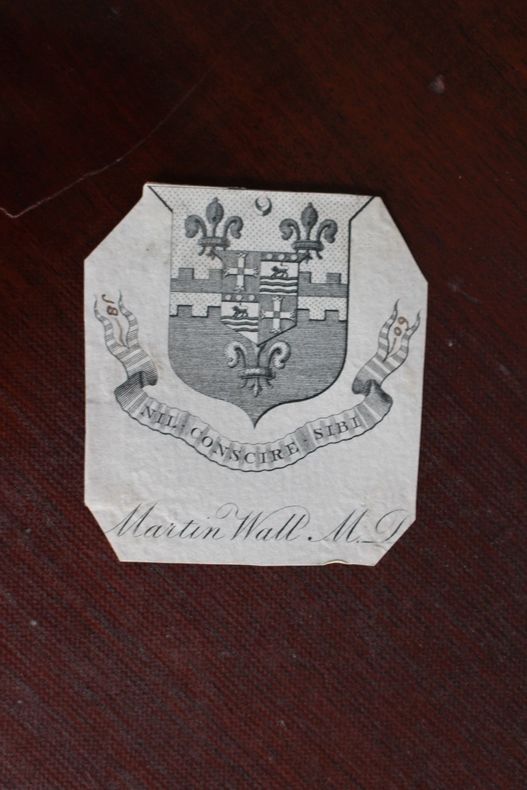 18 09
NIL · CONSCIRE · SIBI
Martin Wall M. D